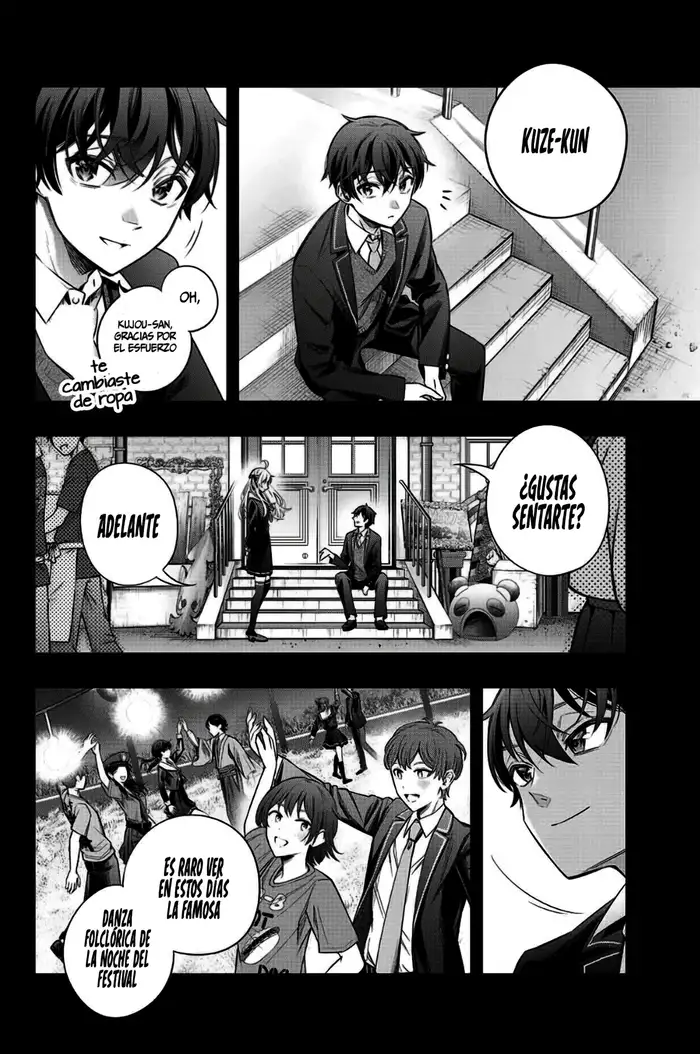 KUZE-KUN
OH,
KUJOU-SAN,
GRACIAS POR
EL ESFUERZO
te
cambiaste
de ropa
¿GUSTAS
SENTARTE?
ADELANTE
ES RARO VER
EN ESTOS DÍAS
LA FAMOSA
DANZA
FOLCLÓRICA DE
LA NOCHE DEL
FESTIVAL